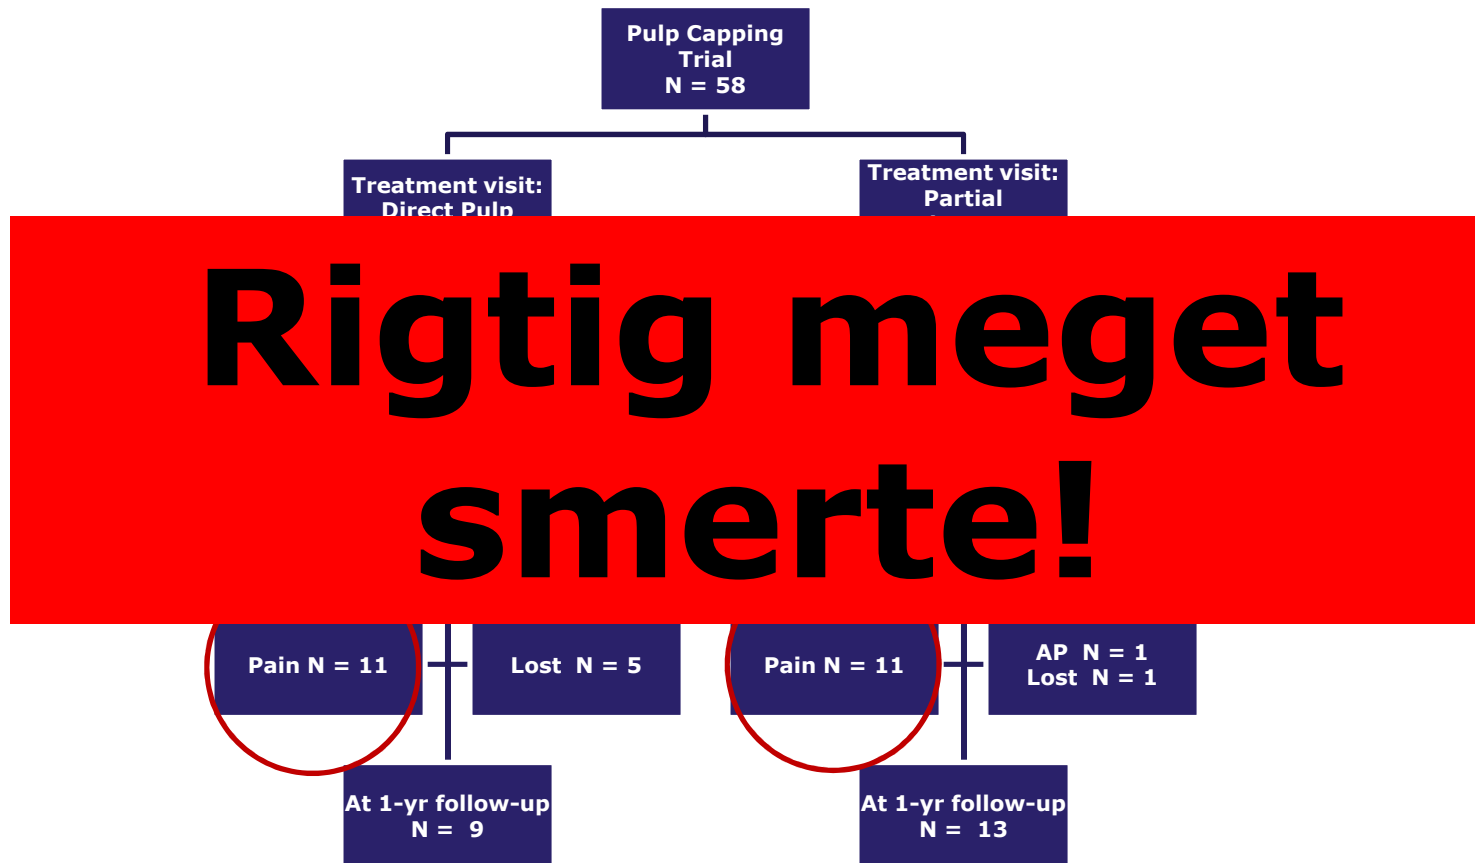 Pulp Capping
Trial
N = 58
Treatment visit:
Direct Pulp
Treatment visit:
Partial
Rigtig meget
smerte!
Pain N = 11
Lost N = 5
Pain N = 11
AP N = 1
Lost N = 1
At 1-yr follow-up
N = 9
At 1-yr follow-up
N = 13